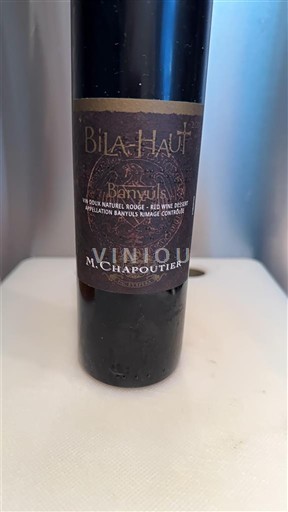 BILA-HAUT
Banyuls
VIN DOUX NATUREL ROUGE - RED WINE DESSERT
APPELLATION BANYULS RIMAGE CONTRÔLÉE
VINIOU
M. CHAPOUTIER